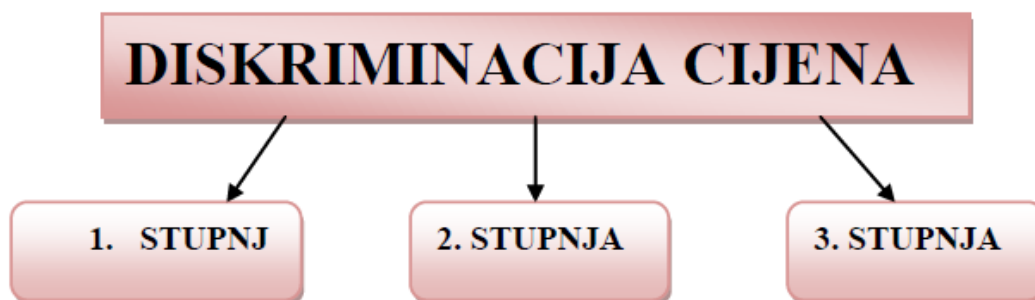 DISKRIMINACIJA CIJENA
1. STUPNJ
2. STUPNJA
3. STUPNJA